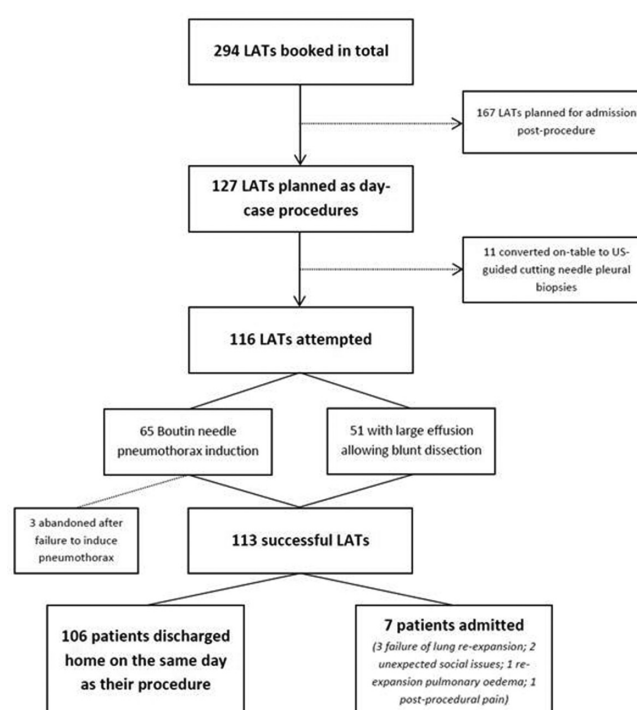 294 LATs booked in total
167 LATs planned for admission
post-procedure
127 LATs planned as day-
case procedures
11 converted on-table to US-
guided cutting needle pleural
biopsies
116 LATs attempted
65 Boutin needle
pneumothorax induction
51 with large effusion
allowing blunt dissection
3 abandoned after
failure to induce
pneumothorax
113 successful LATs
106 patients discharged
home on the same day
as their procedure
7 patients admitted
(3 failure of lung re-expansion; 2
unexpected social issues; 1 re-
expansion pulmonary oedema; 1
post-procedural pain)